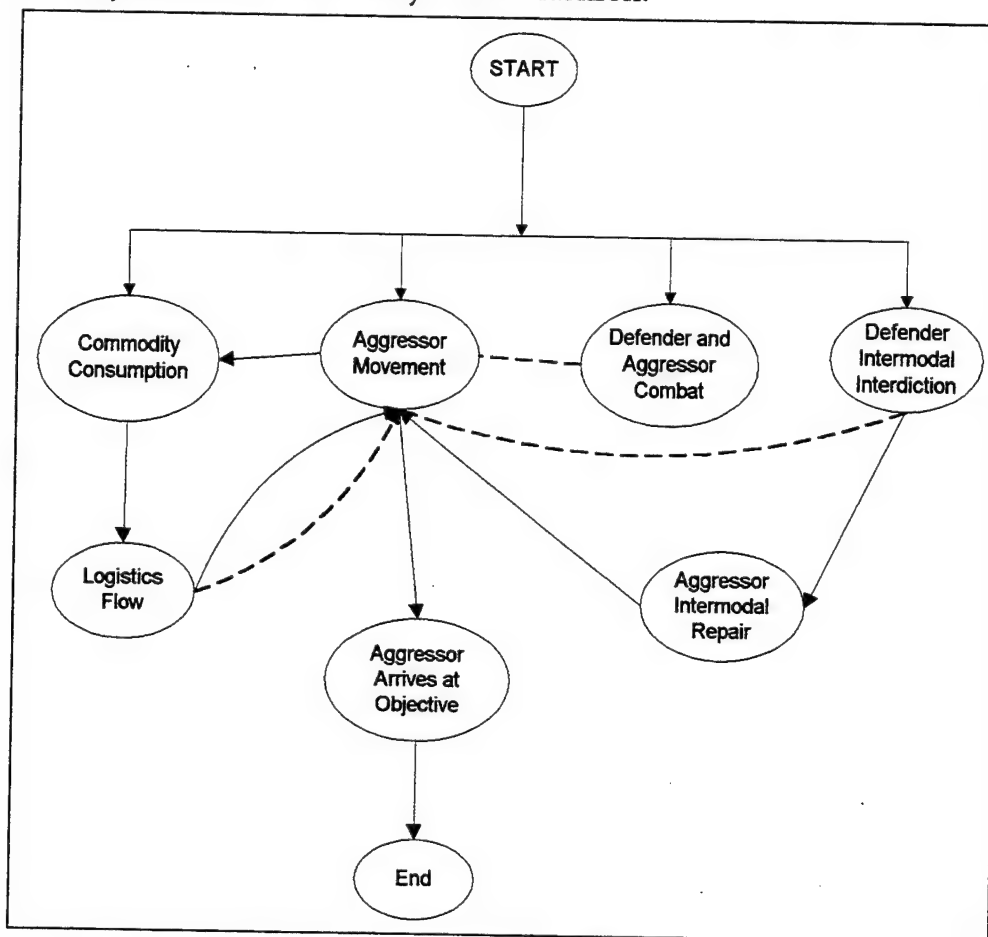 START
Commodity
Consumption
Aggressor
Movement
Defender and
Aggressor
Combat
Defender
Intermodal
Interdiction
Logistics
Flow
Aggressor
Intermodal
Repair
Aggressor
Arrives at
Objective
End